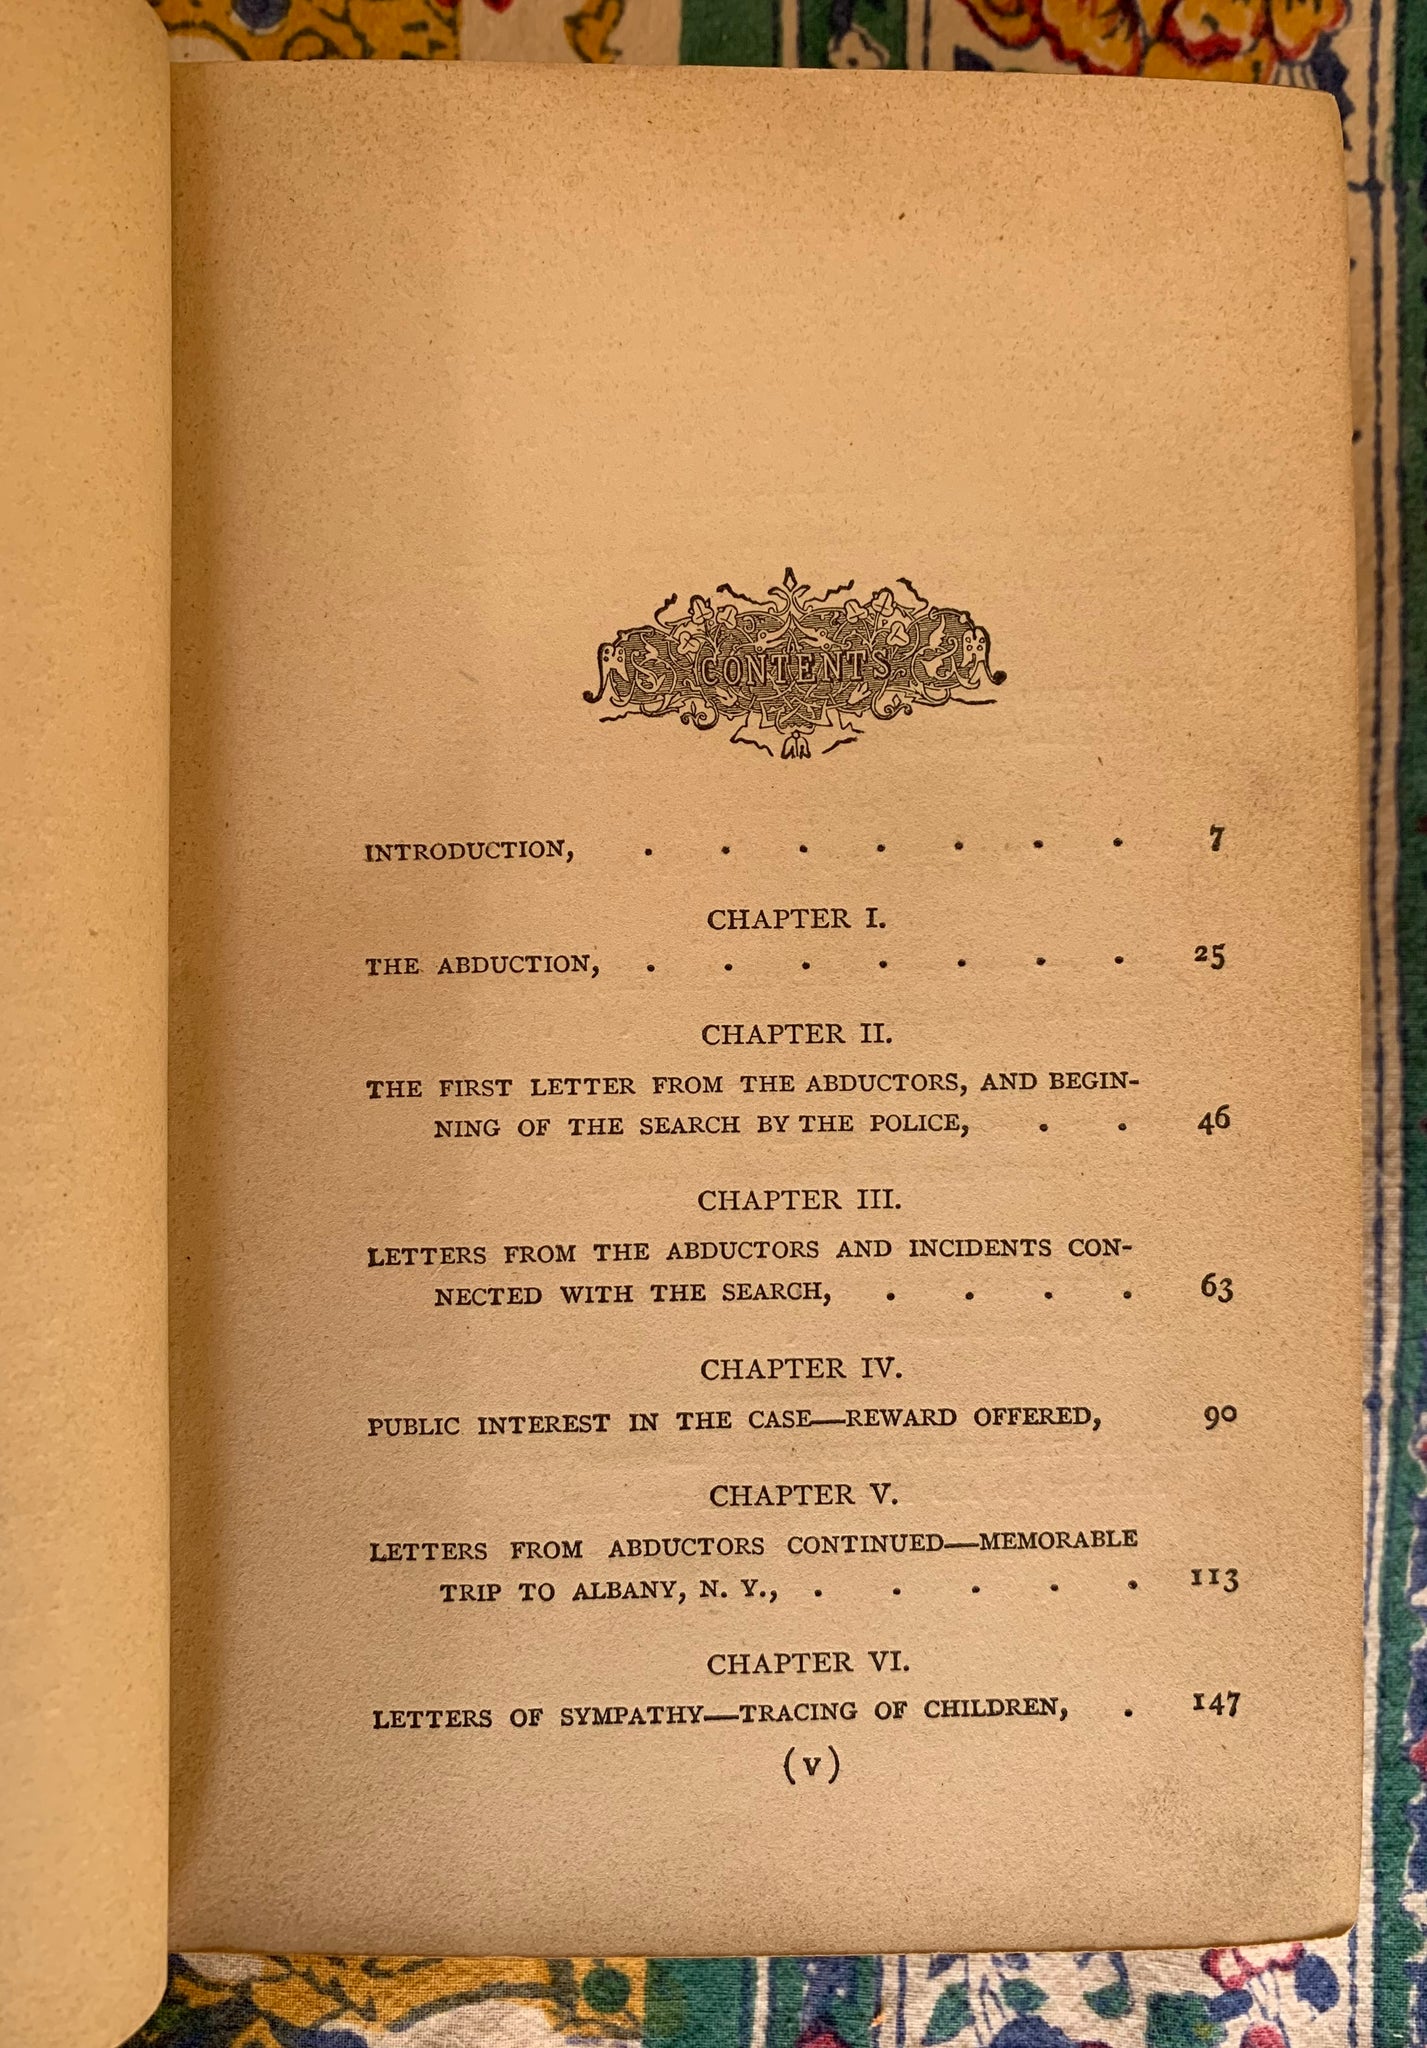 CONTENTS
INTRODUCTION, . . . . . . . 7
CHAPTER I.
THE ABDUCTION, . . . . . . . 25
CHAPTER II.
THE FIRST LETTER FROM THE ABDUCTORS, AND BEGIN-
NING OF THE SEARCH BY THE POLICE, . . 46
CHAPTER III.
LETTERS FROM THE ABDUCTORS AND INCIDENTS CON-
NECTED WITH THE SEARCH, . . . . 63
CHAPTER IV.
PUBLIC INTEREST IN THE CASE—REWARD OFFERED, 90
CHAPTER V.
LETTERS FROM ABDUCTORS CONTINUED—MEMORABLE
TRIP TO ALBANY, N. Y., . . . . . 113
CHAPTER VI.
LETTERS OF SYMPATHY—TRACING OF CHILDREN, . 147
(v)